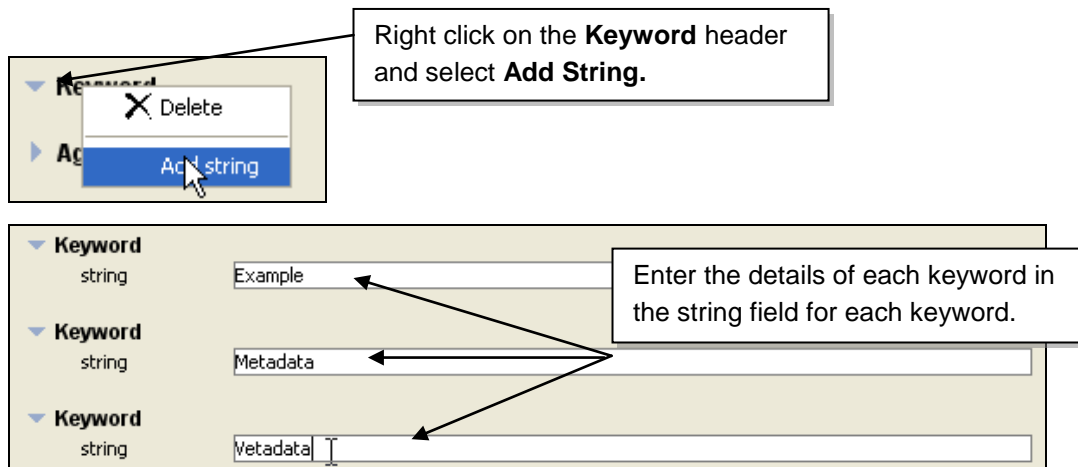 Right click on the Keyword header
and select Add String.
Keyword
Delete
Add string
Keyword
string Example
Enter the details of each keyword in
the string field for each keyword.
Keyword
string Metadata
Keyword
string Vetadata